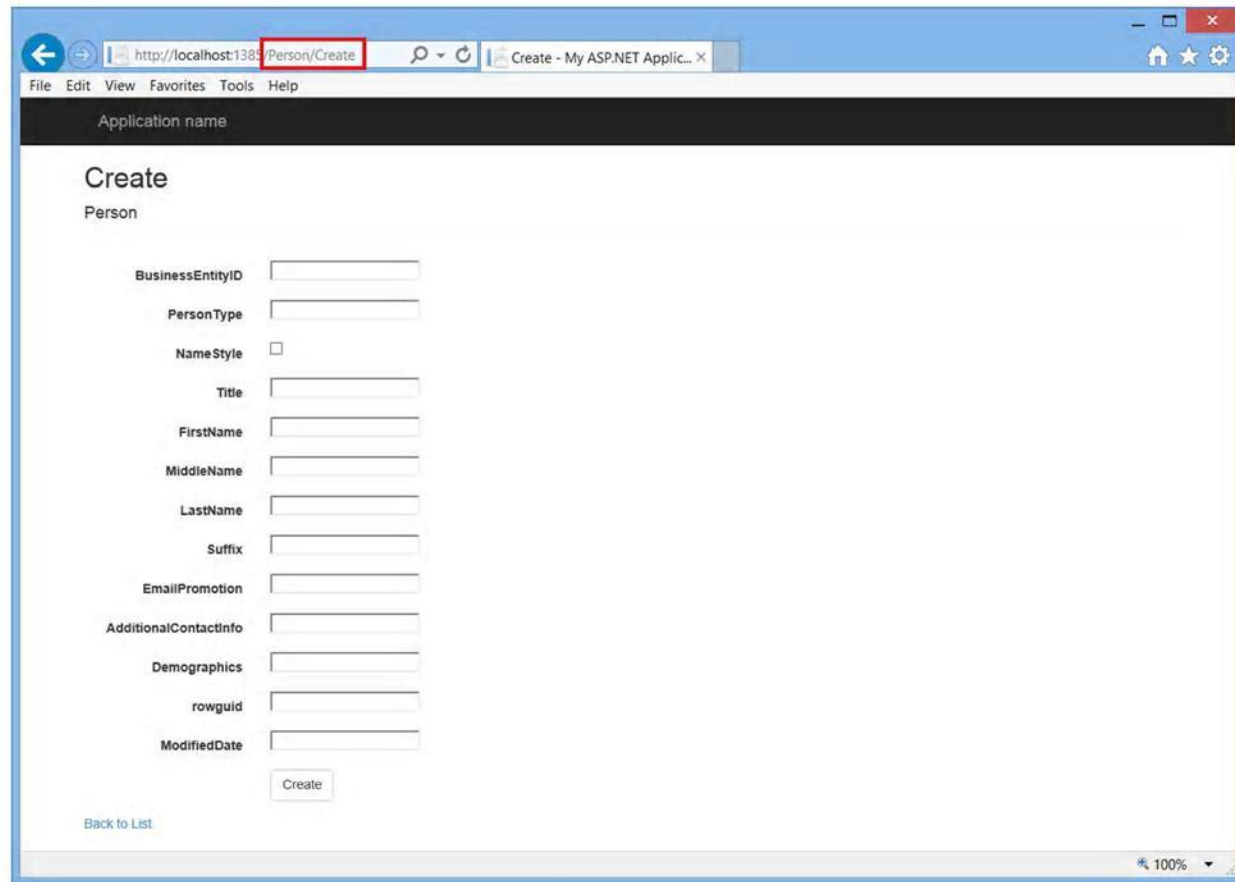 http://localhost:1385/Person/Create
Create - My ASP.NET Applic...
File Edit View Favorites Tools Help
Application name
Create
Person
BusinessEntityID
PersonType
NameStyle
Title
FirstName
MiddleName
LastName
Suffix
EmailPromotion
AdditionalContactInfo
Demographics
rowguid
ModifiedDate
Create
Back to List
100%